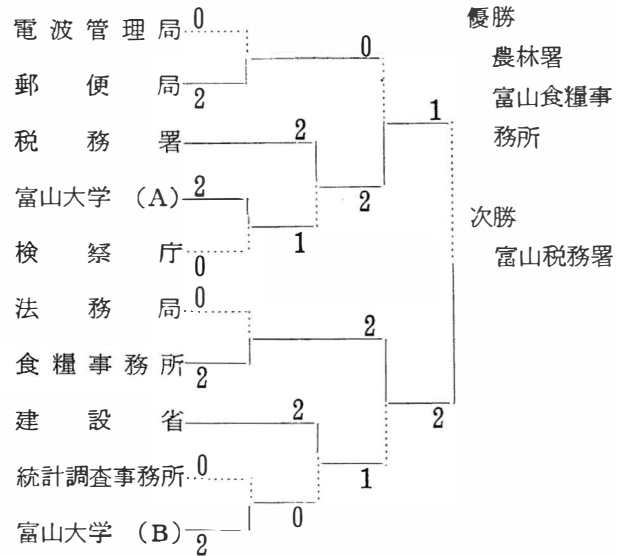 電波管理局 0
郵便局 2
税務署
富山大学 (A) 2
検察庁 0
法務局 0
食糧事務所 2
建設省
統計調査事務所 0
富山大学 (B) 2
2
1
2
0
0
2
2
1
1
2
優勝
農林署
富山食糧事
務所
次勝
富山税務署